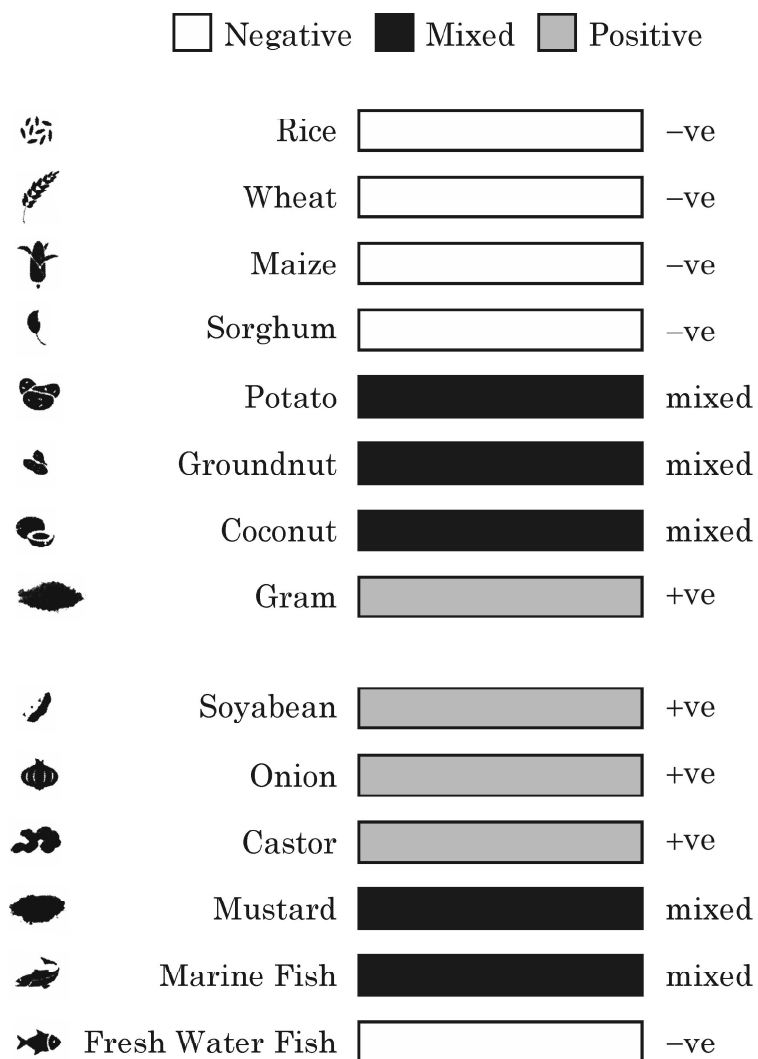 Negative Mixed Positive
Rice –ve
Wheat –ve
Maize –ve
Sorghum –ve
Potato mixed
Groundnut mixed
Coconut mixed
Gram +ve
Soyabean +ve
Onion +ve
Castor +ve
Mustard mixed
Marine Fish mixed
Fresh Water Fish –ve